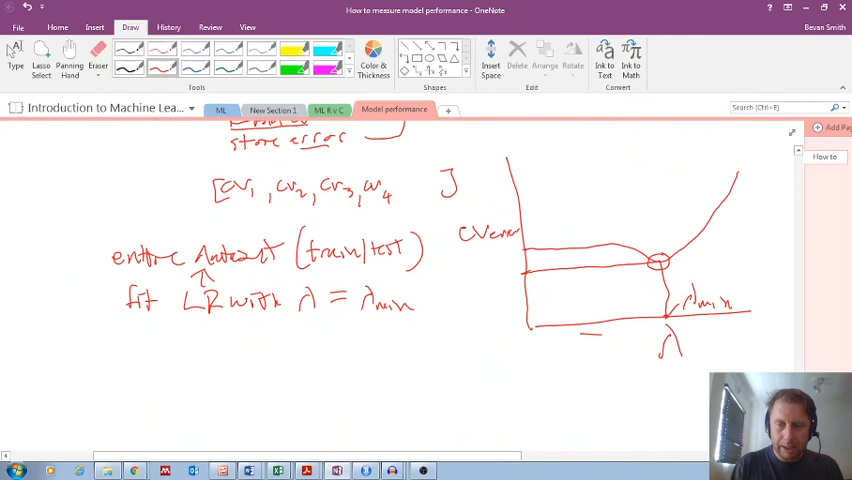 How to measure model performance - OneNote
File Home Insert Draw History Review View Bevan Smith
Type Lasso Select Panning Hand Eraser Color & Thickness Insert Space Delete Arrange Rotate Ink to Text Ink to Math
Tools Shapes Edit Convert
Introduction to Machine Lea... ML New Section 1 ML R v C Model performance + Search (Ctrl+E)
Add Pag
How to
store error
[cv1, cv2, cv3, cv4 ]
CVerror
entire dataset (train/test)
fit LR with λ = λmin
λmin
λ